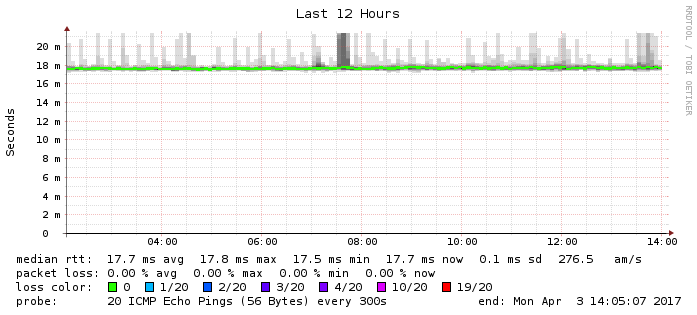 Last 12 Hours
RRDTOOL / TOBI OETIKER
Seconds
20 m
18 m
16 m
14 m
12 m
10 m
8 m
6 m
4 m
2 m
0
04:00 06:00 08:00 10:00 12:00 14:00
median rtt: 17.7 ms avg 17.8 ms max 17.5 ms min 17.7 ms now 0.1 ms sd 276.5 am/s
packet loss: 0.00 % avg 0.00 % max 0.00 % min 0.00 % now
loss color: 0 1/20 2/20 3/20 4/20 10/20 19/20
probe: 20 ICMP Echo Pings (56 Bytes) every 300s end: Mon Apr 3 14:05:07 2017